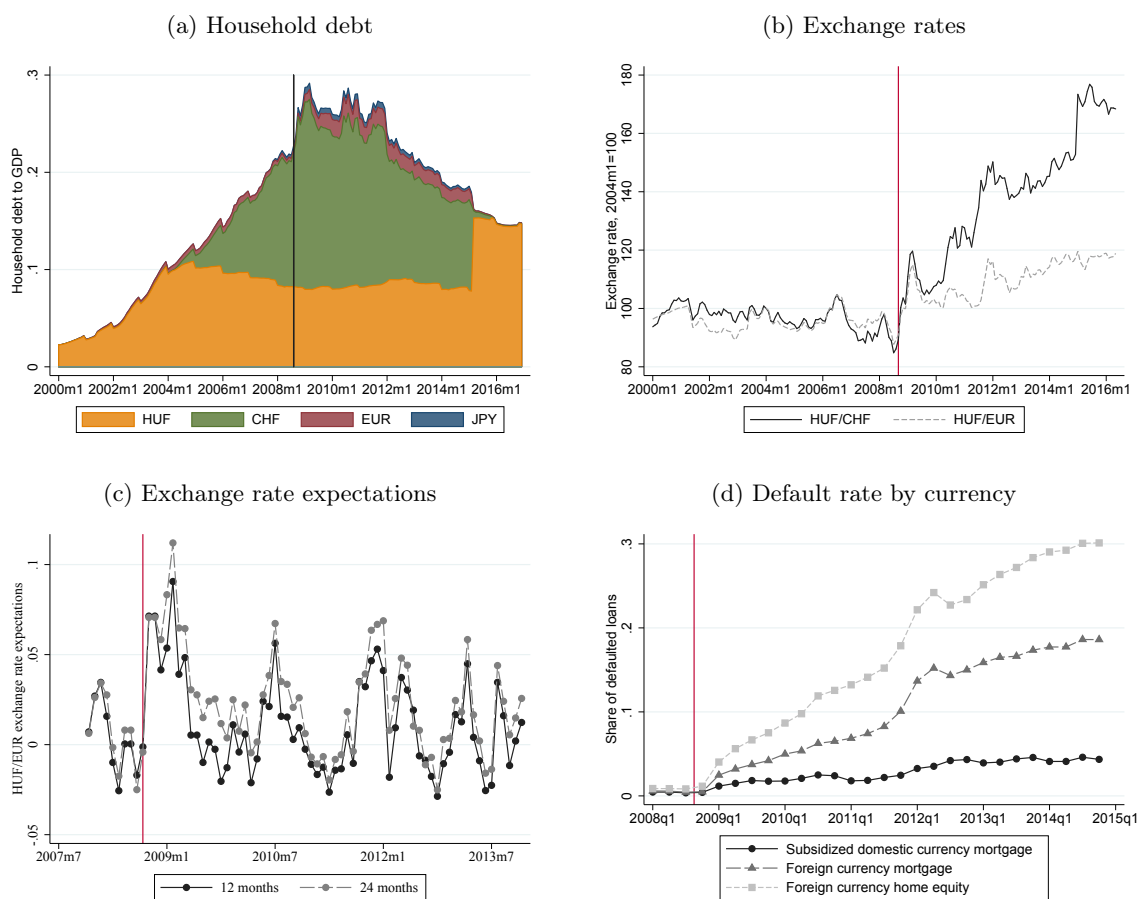 (a) Household debt
Household debt to GDP
.3
.2
.1
0
2000m1 2002m1 2004m1 2006m1 2008m1 2010m1 2012m1 2014m1 2016m1
HUF CHF EUR JPY
(b) Exchange rates
Exchange rate, 2004m1=100
180
160
140
120
100
80
2000m1 2002m1 2004m1 2006m1 2008m1 2010m1 2012m1 2014m1 2016m1
HUF/CHF HUF/EUR
(c) Exchange rate expectations
HUF/EUR exchange rate expectations
.1
.05
0
-.05
2007m7 2009m1 2010m7 2012m1 2013m7
12 months 24 months
(d) Default rate by currency
Share of defaulted loans
.3
.2
.1
0
2008q1 2009q1 2010q1 2011q1 2012q1 2013q1 2014q1 2015q1
Subsidized domestic currency mortgage
Foreign currency mortgage
Foreign currency home equity